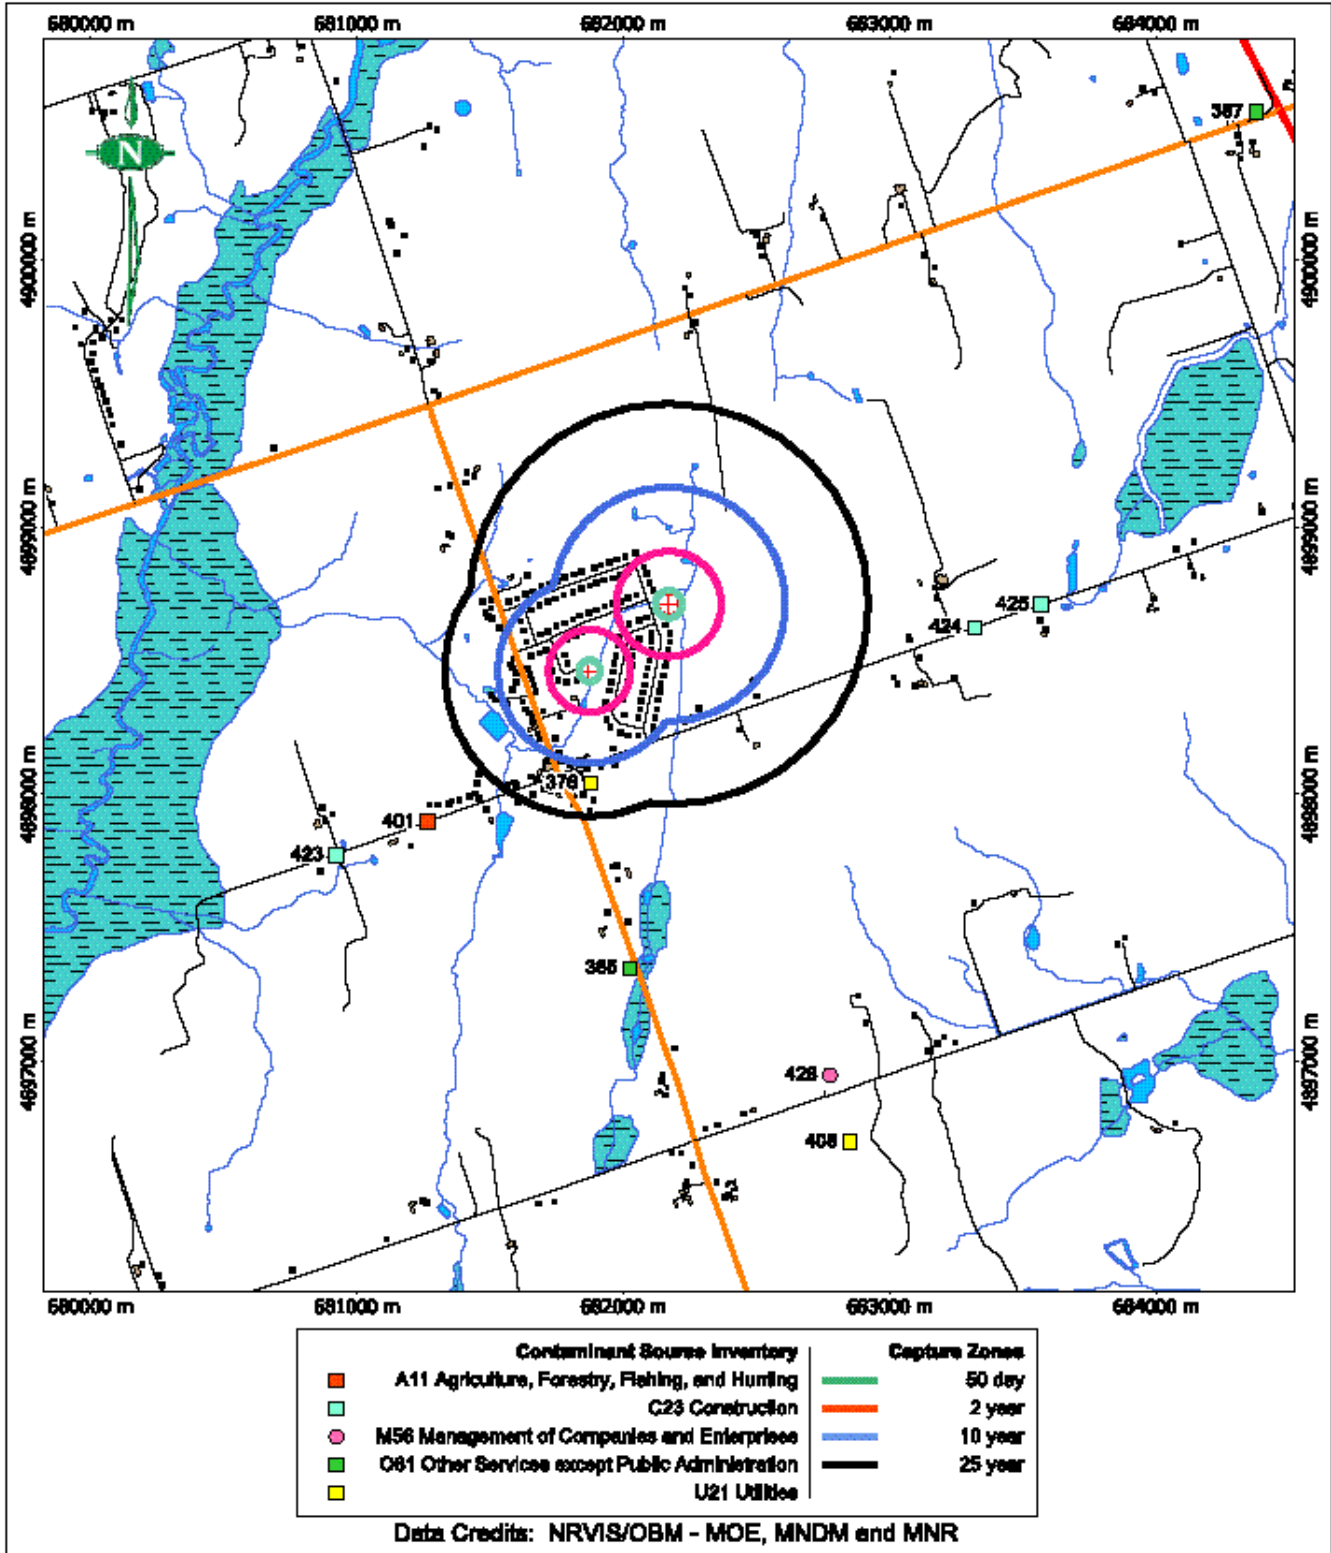 680000 m 681000 m 682000 m 683000 m 684000 m
N
387
4900000 m 4900000 m
4899000 m 4899000 m
425
424
376
4898000 m 4898000 m
401
423
365
4897000 m 4897000 m
428
408
680000 m 681000 m 682000 m 683000 m 684000 m
Contaminant Source Inventory Capture Zones
A11 Agriculture, Forestry, Fishing, and Hunting 50 day
C23 Construction 2 year
M56 Management of Companies and Enterprises 10 year
O81 Other Services except Public Administration 25 year
U21 Utilities
Data Credits: NRVIS/OBM - MOE, MNDM and MNR